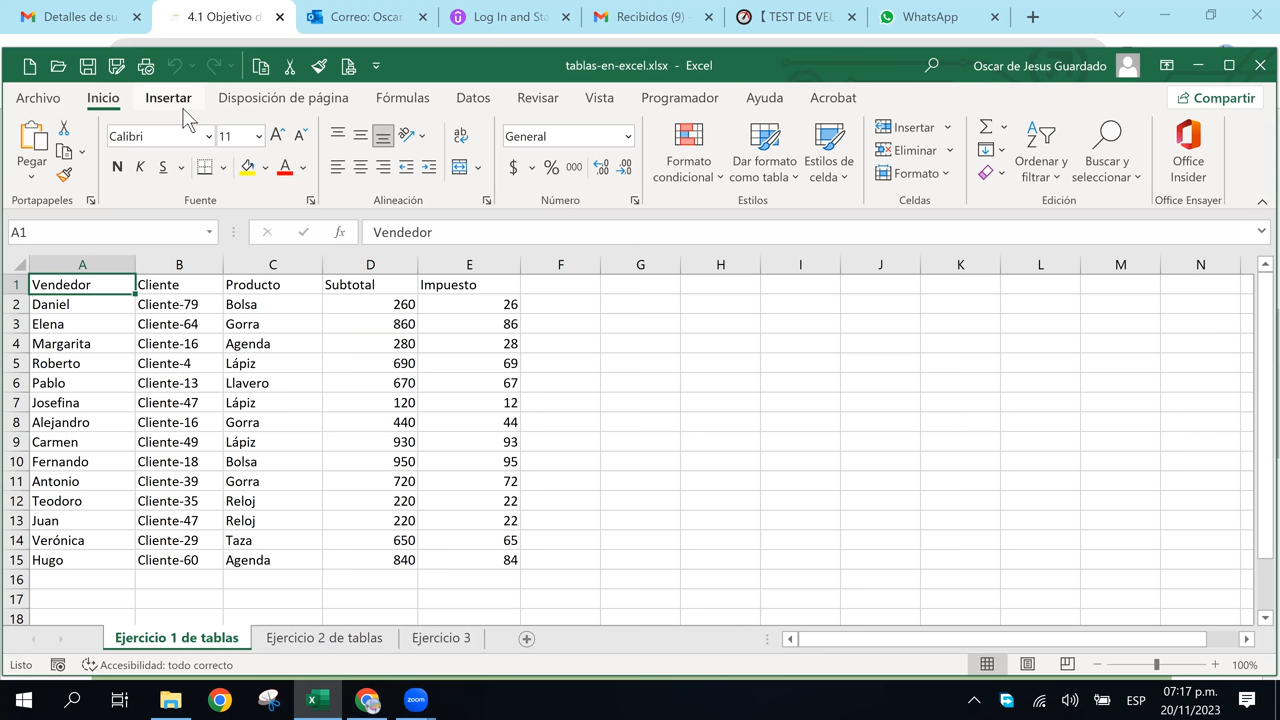 Detalles de su
4.1 Objetivo d
Correo: Oscar
Log In and Sta
Recibidos (9) -
【 TEST DE VEL
WhatsApp
tablas-en-excel.xlsx - Excel
Oscar de Jesus Guardado
Archivo
Inicio
Insertar
Disposición de página
Fórmulas
Datos
Revisar
Vista
Programador
Ayuda
Acrobat
Compartir
Pegar
Portapapeles
Calibri
11
N K S
Fuente
Alineación
General
$ % 000
Número
Formato condicional
Dar formato como tabla
Estilos de celda
Estilos
Insertar
Eliminar
Formato
Celdas
Ordenar y filtrar
Buscar y seleccionar
Edición
Office Insider
Office Ensayer
A1
fx
Vendedor
A B C D E F G H I J K L M N
1 Vendedor Cliente Producto Subtotal Impuesto
2 Daniel Cliente-79 Bolsa 260 26
3 Elena Cliente-64 Gorra 860 86
4 Margarita Cliente-16 Agenda 280 28
5 Roberto Cliente-4 Lápiz 690 69
6 Pablo Cliente-13 Llavero 670 67
7 Josefina Cliente-47 Lápiz 120 12
8 Alejandro Cliente-16 Gorra 440 44
9 Carmen Cliente-49 Lápiz 930 93
10 Fernando Cliente-18 Bolsa 950 95
11 Antonio Cliente-39 Gorra 720 72
12 Teodoro Cliente-35 Reloj 220 22
13 Juan Cliente-47 Reloj 220 22
14 Verónica Cliente-29 Taza 650 65
15 Hugo Cliente-60 Agenda 840 84
16
17
18
Ejercicio 1 de tablas
Ejercicio 2 de tablas
Ejercicio 3
Listo
Accesibilidad: todo correcto
100%
zoom
ESP
07:17 p.m.
20/11/2023